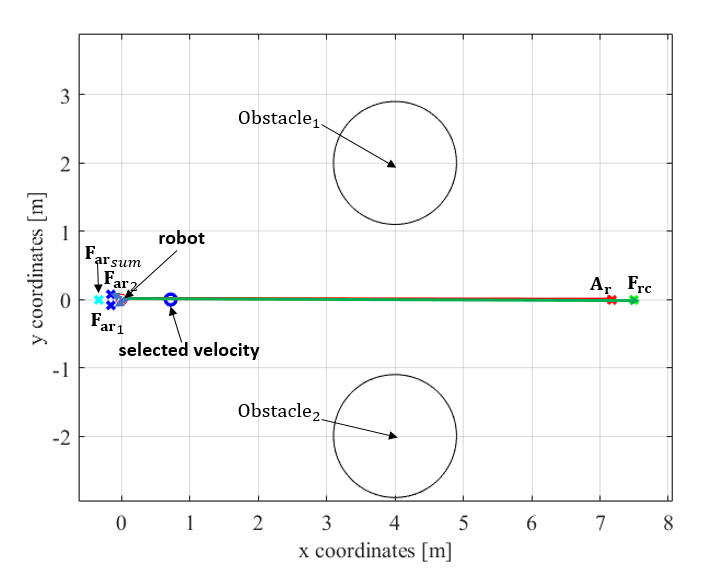 3
Obstacle₁
2
1
F_ar_sum
robot
F_ar₂
0
A_r
F_rc
F_ar₁
selected velocity
-1
Obstacle₂
-2
0 1 2 3 4 5 6 7 8
x coordinates [m]
y coordinates [m]